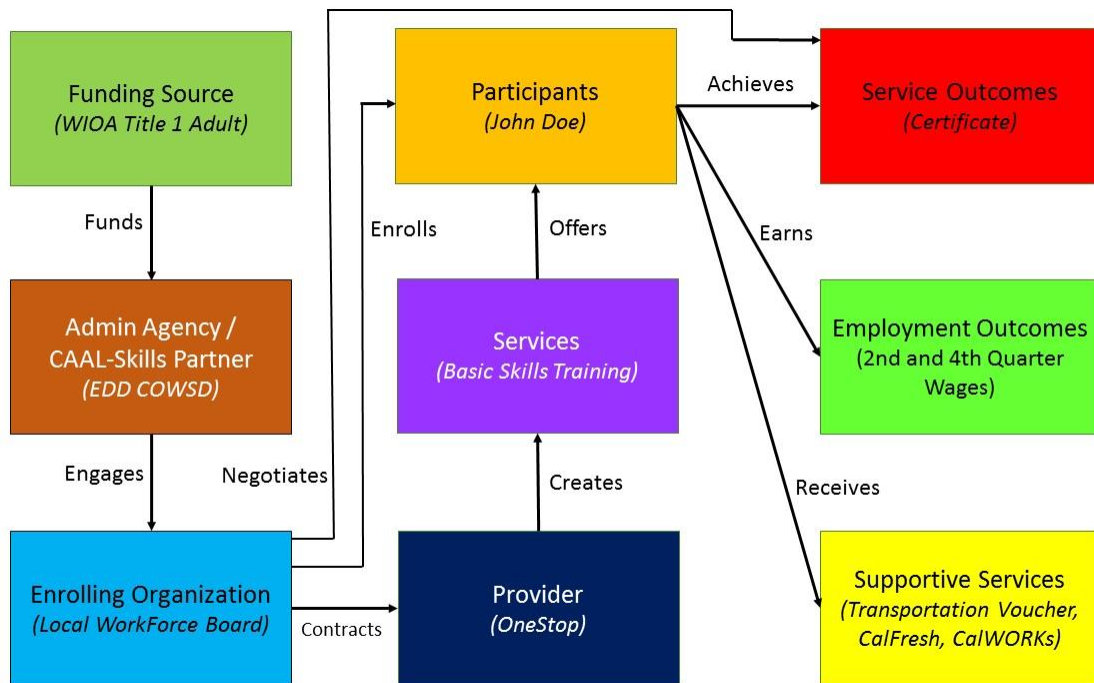 Funding Source
(WIOA Title 1 Adult)
Participants
(John Doe)
Achieves
Service Outcomes
(Certificate)
Funds
Enrolls
Offers
Earns
Admin Agency /
CAAL-Skills Partner
(EDD COWSD)
Services
(Basic Skills Training)
Employment Outcomes
(2nd and 4th Quarter
Wages)
Engages
Negotiates
Creates
Receives
Enrolling Organization
(Local WorkForce Board)
Contracts
Provider
(OneStop)
Supportive Services
(Transportation Voucher,
CalFresh, CalWORKs)